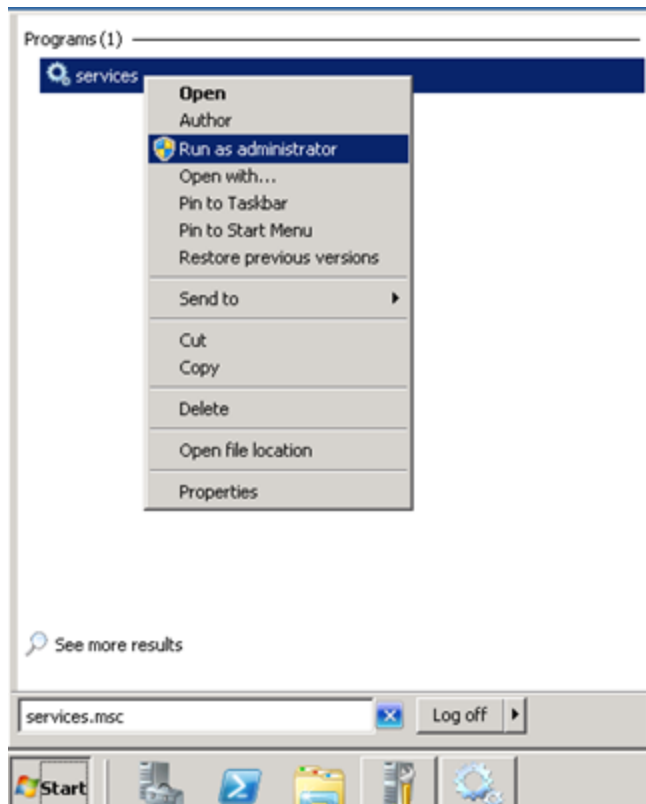 Programs (1)
services
Open
Author
Run as administrator
Open with...
Pin to Taskbar
Pin to Start Menu
Restore previous versions
Send to
Cut
Copy
Delete
Open file location
Properties
See more results
services.msc
Log off
Start